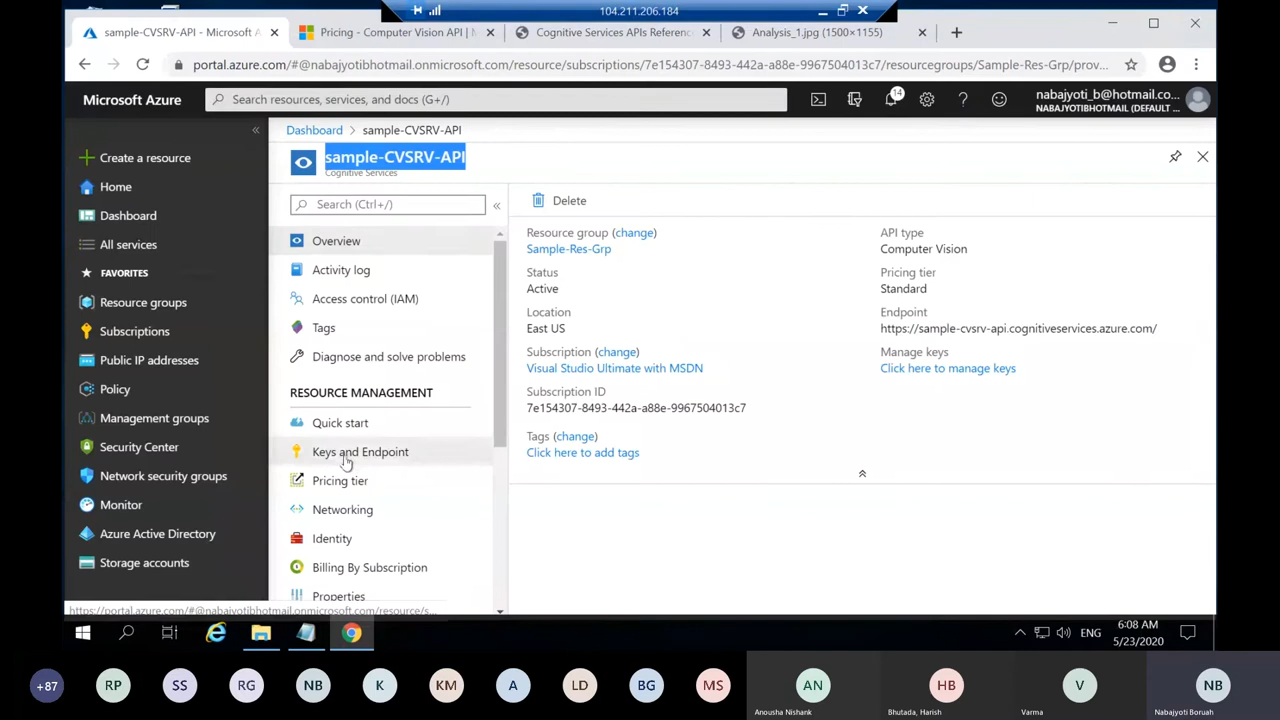 104.211.206.184
sample-CVSRV-API - Microsoft A
Pricing - Computer Vision API | M
Cognitive Services APIs Referenc
Analysis_1.jpg (1500×1155)
portal.azure.com/#@nabajyotibhotmail.onmicrosoft.com/resource/subscriptions/7e154307-8493-442a-a88e-9967504013c7/resourcegroups/Sample-Res-Grp/prov...
Microsoft Azure
Search resources, services, and docs (G+/)
14
nabajyoti_b@hotmail.co...
NABAJYOTIBHOTMAIL (DEFAULT ...
Dashboard > sample-CVSRV-API
sample-CVSRV-API
Cognitive Services
Create a resource
Home
Dashboard
All services
FAVORITES
Resource groups
Subscriptions
Public IP addresses
Policy
Management groups
Security Center
Network security groups
Monitor
Azure Active Directory
Storage accounts
Search (Ctrl+/)
Overview
Activity log
Access control (IAM)
Tags
Diagnose and solve problems
RESOURCE MANAGEMENT
Quick start
Keys and Endpoint
Pricing tier
Networking
Identity
Billing By Subscription
Properties
Delete
Resource group (change)
Sample-Res-Grp
Status
Active
Location
East US
Subscription (change)
Visual Studio Ultimate with MSDN
Subscription ID
7e154307-8493-442a-a88e-9967504013c7
Tags (change)
Click here to add tags
API type
Computer Vision
Pricing tier
Standard
Endpoint
https://sample-cvsrv-api.cognitiveservices.azure.com/
Manage keys
Click here to manage keys
https://portal.azure.com/#@nabajyotibhotmail.onmicrosoft.com/resource/s...
ENG
6:08 AM
5/23/2020
+87
RP
SS
RG
NB
K
KM
A
LD
BG
MS
AN
Anousha Nishank
HB
Bhutada, Harish
V
Varma
NB
Nabajyoti Boruah